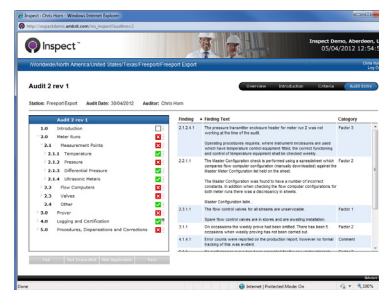 Inspect - Chris Horn - Windows Internet Explorer
Inspect™
Inspect Demo, Aberdeen, U
05/04/2012 12:54:5
/Worldwide/North America/United States/Texas/Freeport/Freeport Export
Chris Ho
Log O
Audit 2 rev 1
Overview Introduction Criteria Audit Entry
Station: Freeport Export Audit Date: 30/04/2012 Auditor: Chris Horn
Audit 2 rev 1
1.0 Introduction
2.0 Meter Runs
2.1 Measurement Points
2.1.1 Temperature
2.1.2 Pressure
2.1.3 Differential Pressure
2.1.4 Ultrasonic Meters
2.2 Flow Computers
2.3 Valves
2.4 Other
3.0 Prover
4.0 Logging and Certification
5.0 Procedures, Dispensations and Corrections
Finding Finding Text Category
2.1.2.4.1 The pressure transmitter enclosure heater for meter run 2 was not Factor 3
working at the time of the audit.
Operating procedures require, where instrument enclosures are used
which have temperature control equipment fitted, the correct functioning
and control of temperature equipment shall be checked weekly.
2.2.1.1 The Master Configuration check is performed using a spreadsheet which Factor 2
compares flow computer configuration (manually downloaded) against the
Master Meter Configuration list held on the sheet.
The Master Configuration was found to have a number of incorrect
constants. In addition when checking the flow computer configurations for
both meter runs there was a discrepancy in streams.
Master Configuration
2.3.1.1 The flow control valves for all streams are unserviceable. Factor 1
Spare flow control valves are in stores and are awaiting installation.
3.1.1 On occasions the weekly prove had been omitted. There has been 5 Factor 2
occasions when weekly proving has not been carried out
4.1.6.1 Error counts were reported on the production report, however no formal Comment
tracking of this was evident.
Done
Internet | Protected Mode: On
100%